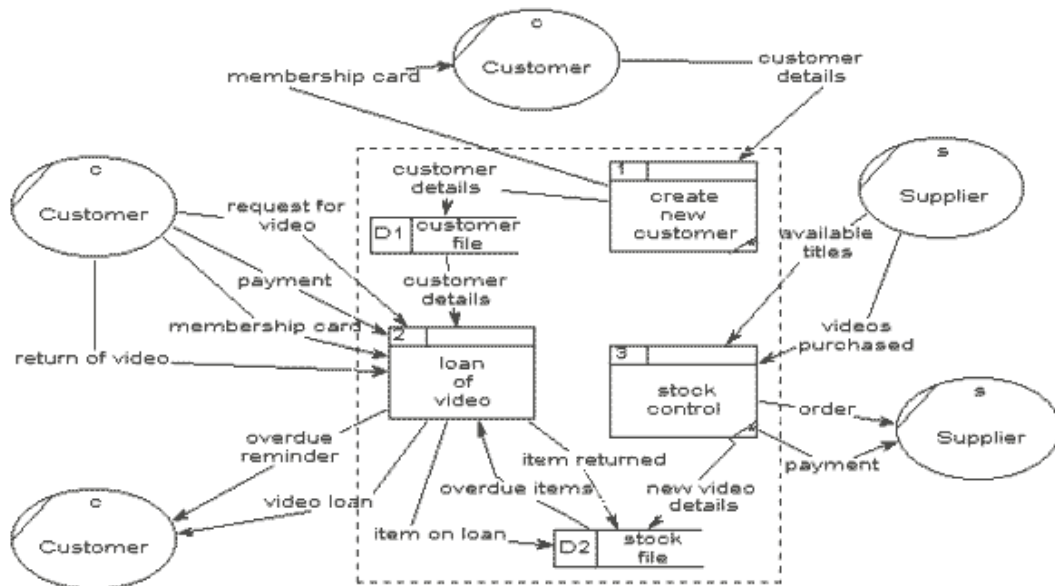 c
Customer
membership card
customer
details
c
Customer
customer
details
1
create
new
customer
s
Supplier
request for
video
D1
customer
file
available
titles
payment
customer
details
membership card
2
loan
of
video
3
stock
control
videos
purchased
return of video
s
Supplier
order
payment
overdue
reminder
item returned
c
Customer
video loan
overdue items
new video
details
item on loan
D2
stock
file